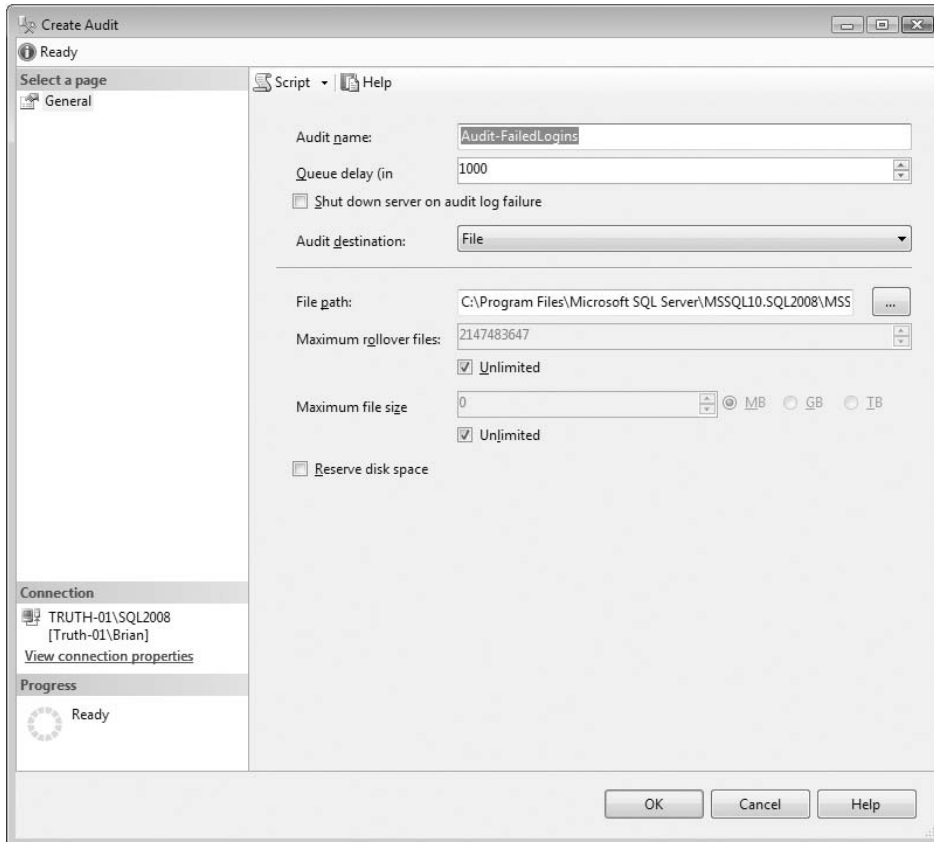 Create Audit
Ready
Select a page
General
Script
Help
Audit name:
Audit-FailedLogins
Queue delay (in
1000
Shut down server on audit log failure
Audit destination:
File
File path:
C:\Program Files\Microsoft SQL Server\MSSQL10.SQL2008\MSS
...
Maximum rollover files:
2147483647
Unlimited
Maximum file size
0
MB
GB
TB
Unlimited
Reserve disk space
Connection
TRUTH-01\SQL2008
[Truth-01\Brian]
View connection properties
Progress
Ready
OK
Cancel
Help